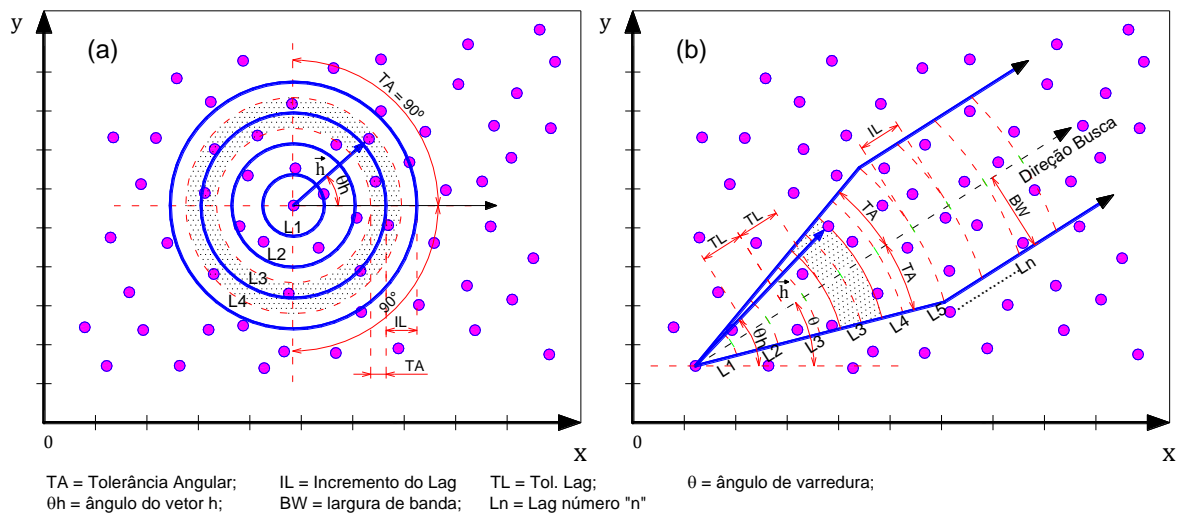 y
(a)
TA = 90º
h
θh
L1
L2
L3
L4
90°
IL
TA
0
x
y
(b)
IL
Direção Busca
TL
TL
TA
BW
TA
h
θ
θh
L1
L2
L3
L3
L4
L5
Ln
0
x
TA = Tolerância Angular; IL = Incremento do Lag TL = Tol. Lag; θ = ângulo de varredura;
θh = ângulo do vetor h; BW = largura de banda; Ln = Lag número "n"